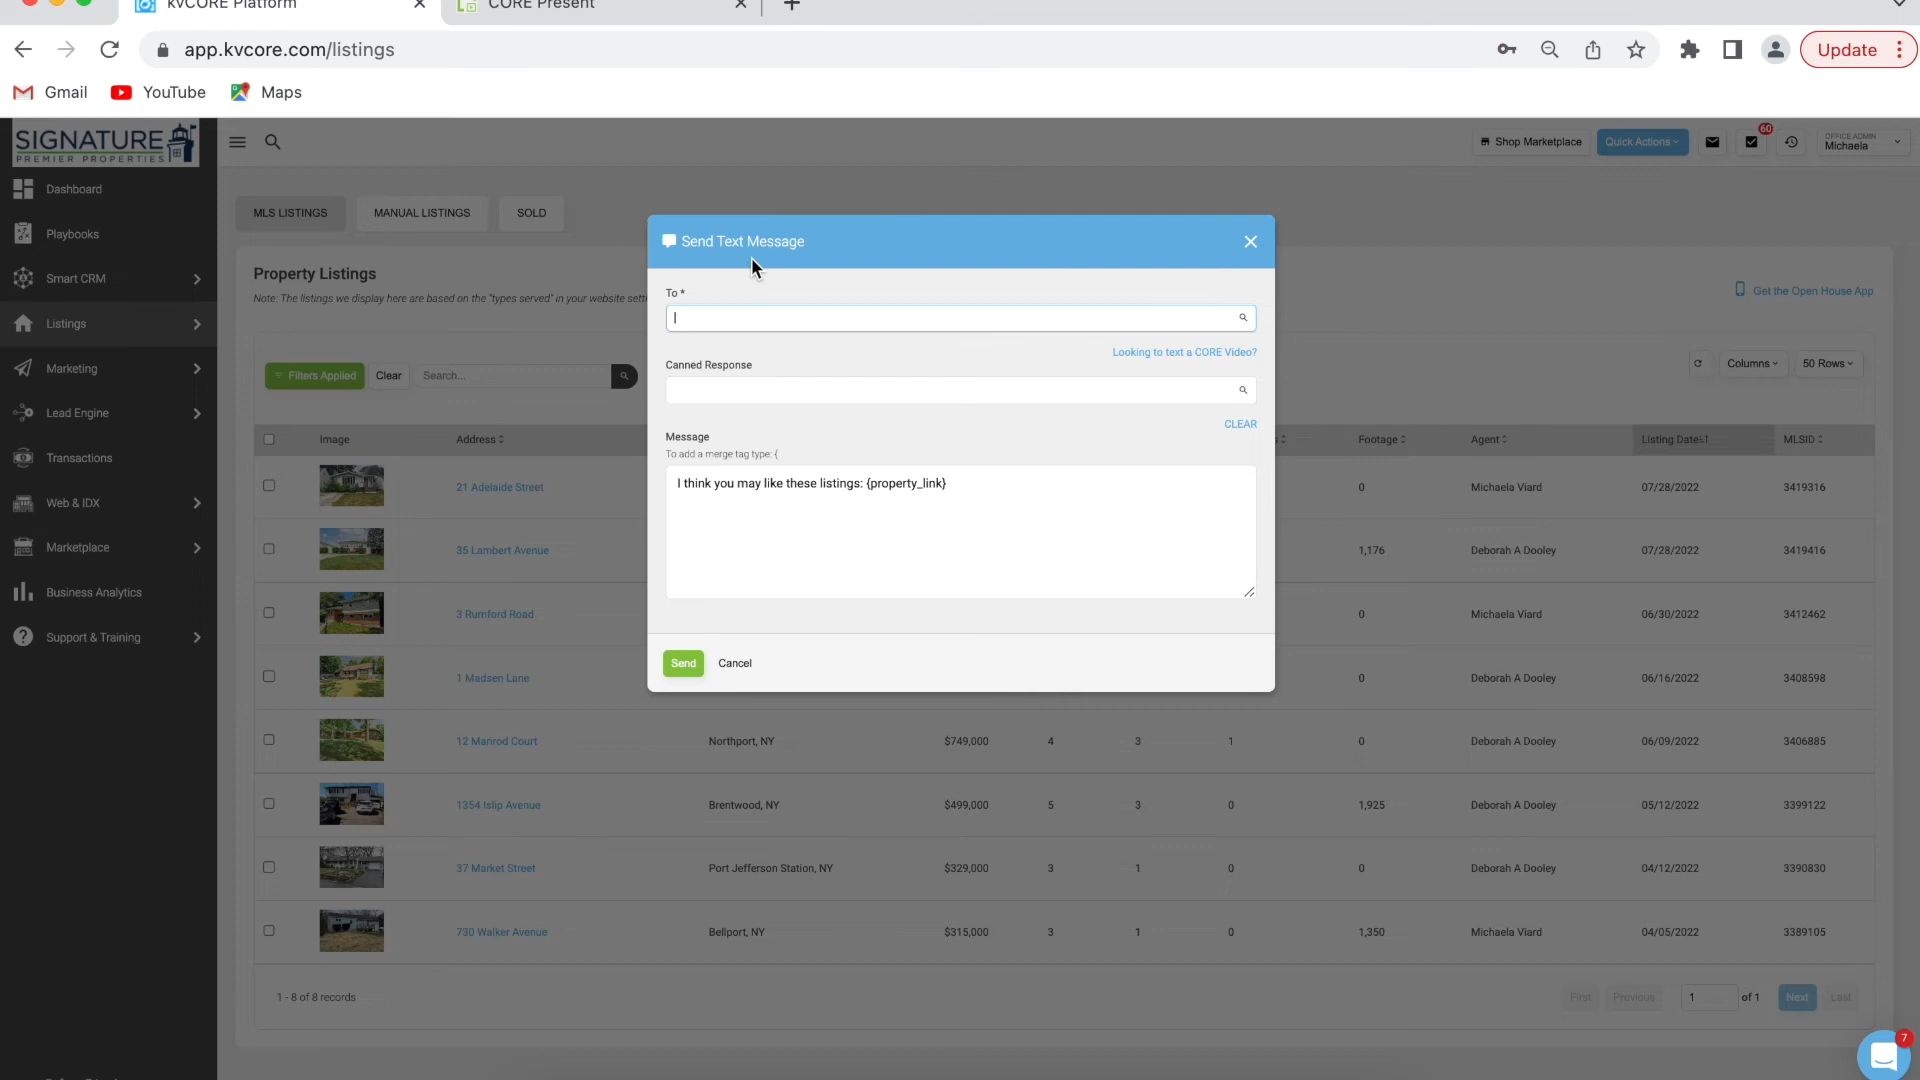 kvCORE Platform
CORE Present
app.kvcore.com/listings
Update
Gmail
YouTube
Maps
SIGNATURE
PREMIER PROPERTIES
Shop Marketplace
Quick Actions
60
OFFICE ADMIN
Michaela
Dashboard
Playbooks
Smart CRM
Listings
Marketing
Lead Engine
Transactions
Web & IDX
Marketplace
Business Analytics
Support & Training
MLS LISTINGS
MANUAL LISTINGS
SOLD
Property Listings
Note: The listings we display here are based on the "types served" in your website
Get the Open House App
Filters Applied
Clear
Search...
Columns
50 Rows
Image
Address
Footage
Agent
Listing Date
MLSID
21 Adelaide Street
0
Michaela Viard
07/28/2022
3419316
35 Lambert Avenue
1,176
Deborah A Dooley
07/28/2022
3419416
3 Rumford Road
0
Michaela Viard
06/30/2022
3412462
1 Madsen Lane
0
Deborah A Dooley
06/16/2022
3408598
12 Marirod Court
Northport, NY
$749,000
4
3
1
0
Deborah A Dooley
06/09/2022
3406885
1354 Islip Avenue
Brentwood, NY
$499,000
5
3
0
1,925
Deborah A Dooley
05/12/2022
3399122
37 Market Street
Port Jefferson Station, NY
$329,000
3
1
0
0
Deborah A Dooley
04/12/2022
3390830
730 Walker Avenue
Bellport, NY
$315,000
3
1
0
1,350
Michaela Viard
04/05/2022
3389105
1 - 8 of 8 records
First
Previous
1
of 1
Next
Last
7
Send Text Message
To *
Looking to text a CORE Video?
Canned Response
CLEAR
Message
To add a merge tag type: {
I think you may like these listings: {property_link}
Send
Cancel